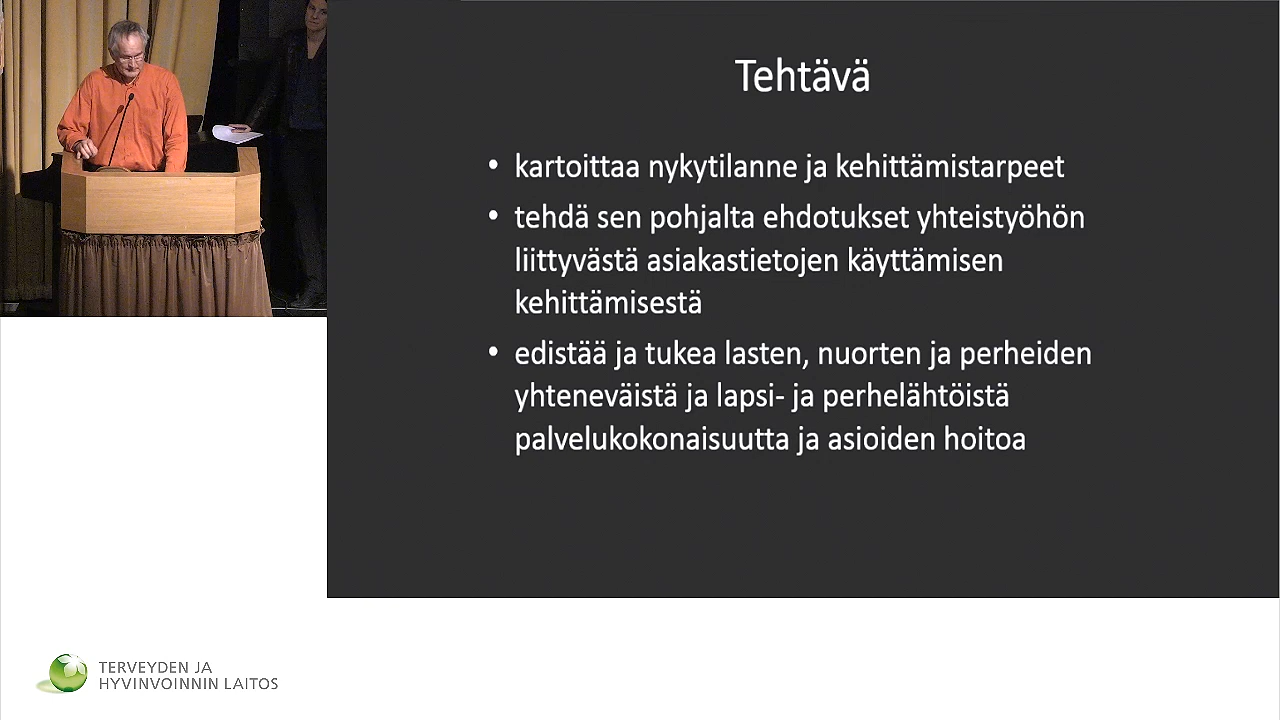 Tehtävä
• kartoittaa nykytilanne ja kehittämistarpeet
• tehdä sen pohjalta ehdotukset yhteistyöhön
liittyvästä asiakastietojen käyttämisen
kehittämisestä
• edistää ja tukea lasten, nuorten ja perheiden
yhteneväistä ja lapsi- ja perhelähtöistä
palvelukokonaisuutta ja asioiden hoitoa
TERVEYDEN JA
HYVINVOINNIN LAITOS